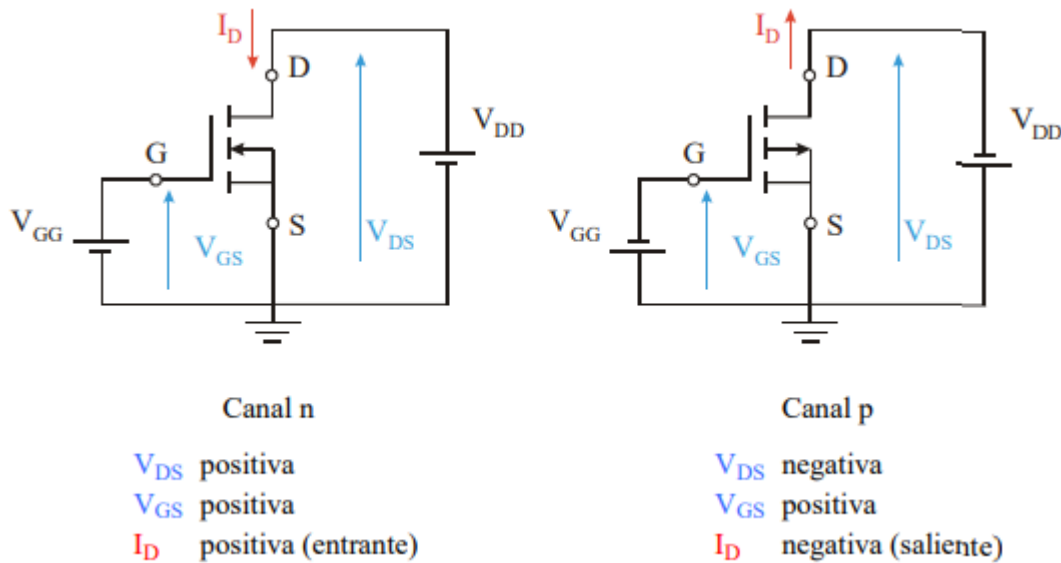 I_D
D
V_DD
G
S
V_GG
V_GS
V_DS
I_D
D
V_DD
G
S
V_GG
V_GS
V_DS
Canal n
V_DS positiva
V_GS positiva
I_D positiva (entrante)
Canal p
V_DS negativa
V_GS positiva
I_D negativa (saliente)